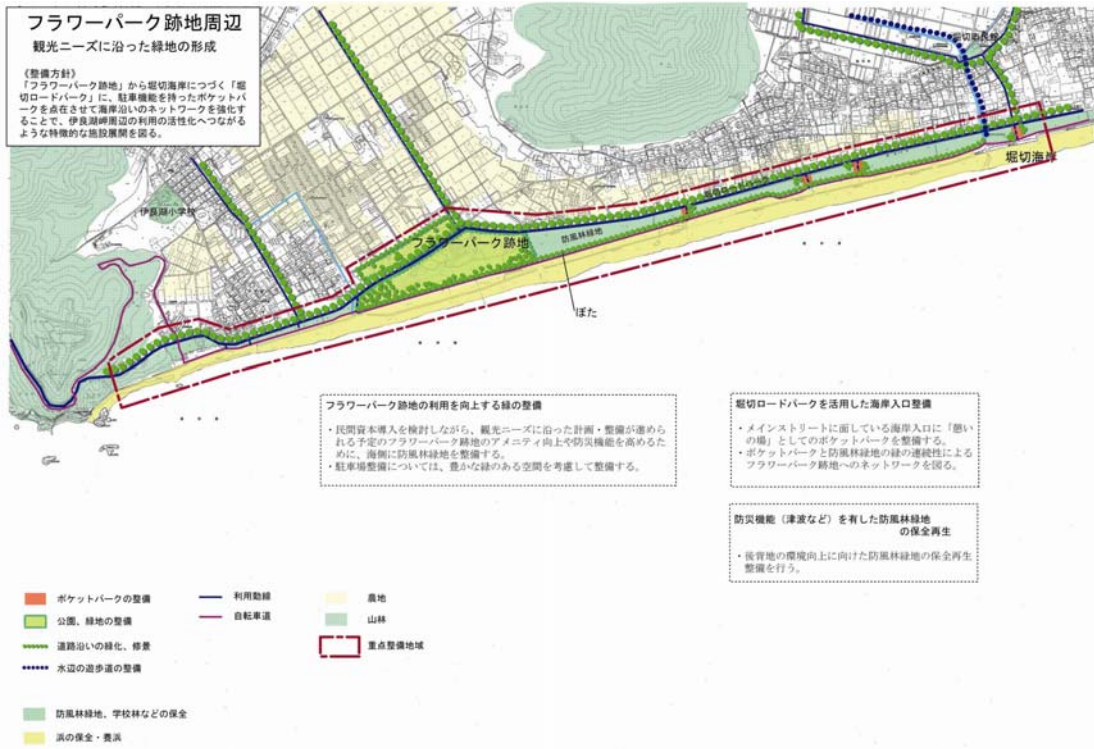 フラワーパーク跡地周辺
観光ニーズに沿った緑地の形成
《整備方針》
「フラワーパーク跡地」から堀切海岸につづく「堀
切ロードパーク」に、駐車機能を持ったポケットパ
ークを点在させて海岸沿いのネットワークを強化す
ることで、伊良湖岬周辺の利用の活性化へつながる
ような特徴的な施設展開を図る。
堀切海岸
伊良湖小学校
フラワーパーク跡地
防風林緑地
堀切ロードパーク
ぼた
フラワーパーク跡地の利用を向上する緑の整備
・民間資本導入を検討しながら、観光ニーズに沿った計画・整備が進めら
れる予定のフラワーパーク跡地のアメニティ向上や防災機能を高めるた
めに、海側に防風林緑地を整備する。
・駐車場整備については、豊かな緑のある空間を考慮して整備する。
堀切ロードパークを活用した海岸入口整備
・メインストリートに面している海岸入口に「憩い
の場」としてのポケットパークを整備する。
・ポケットパークと防風林緑地の緑の連続性による
フラワーパーク跡地へのネットワークを図る。
防災機能（津波など）を有した防風林緑地
の保全再生
・後背地の環境向上に向けた防風林緑地の保全再生
整備を行う。
ポケットパークの整備
公園、緑地の整備
道路沿いの緑化、修景
水辺の遊歩道の整備
防風林緑地、学校林などの保全
浜の保全・養浜
利用動線
自転車道
農地
山林
重点整備地域